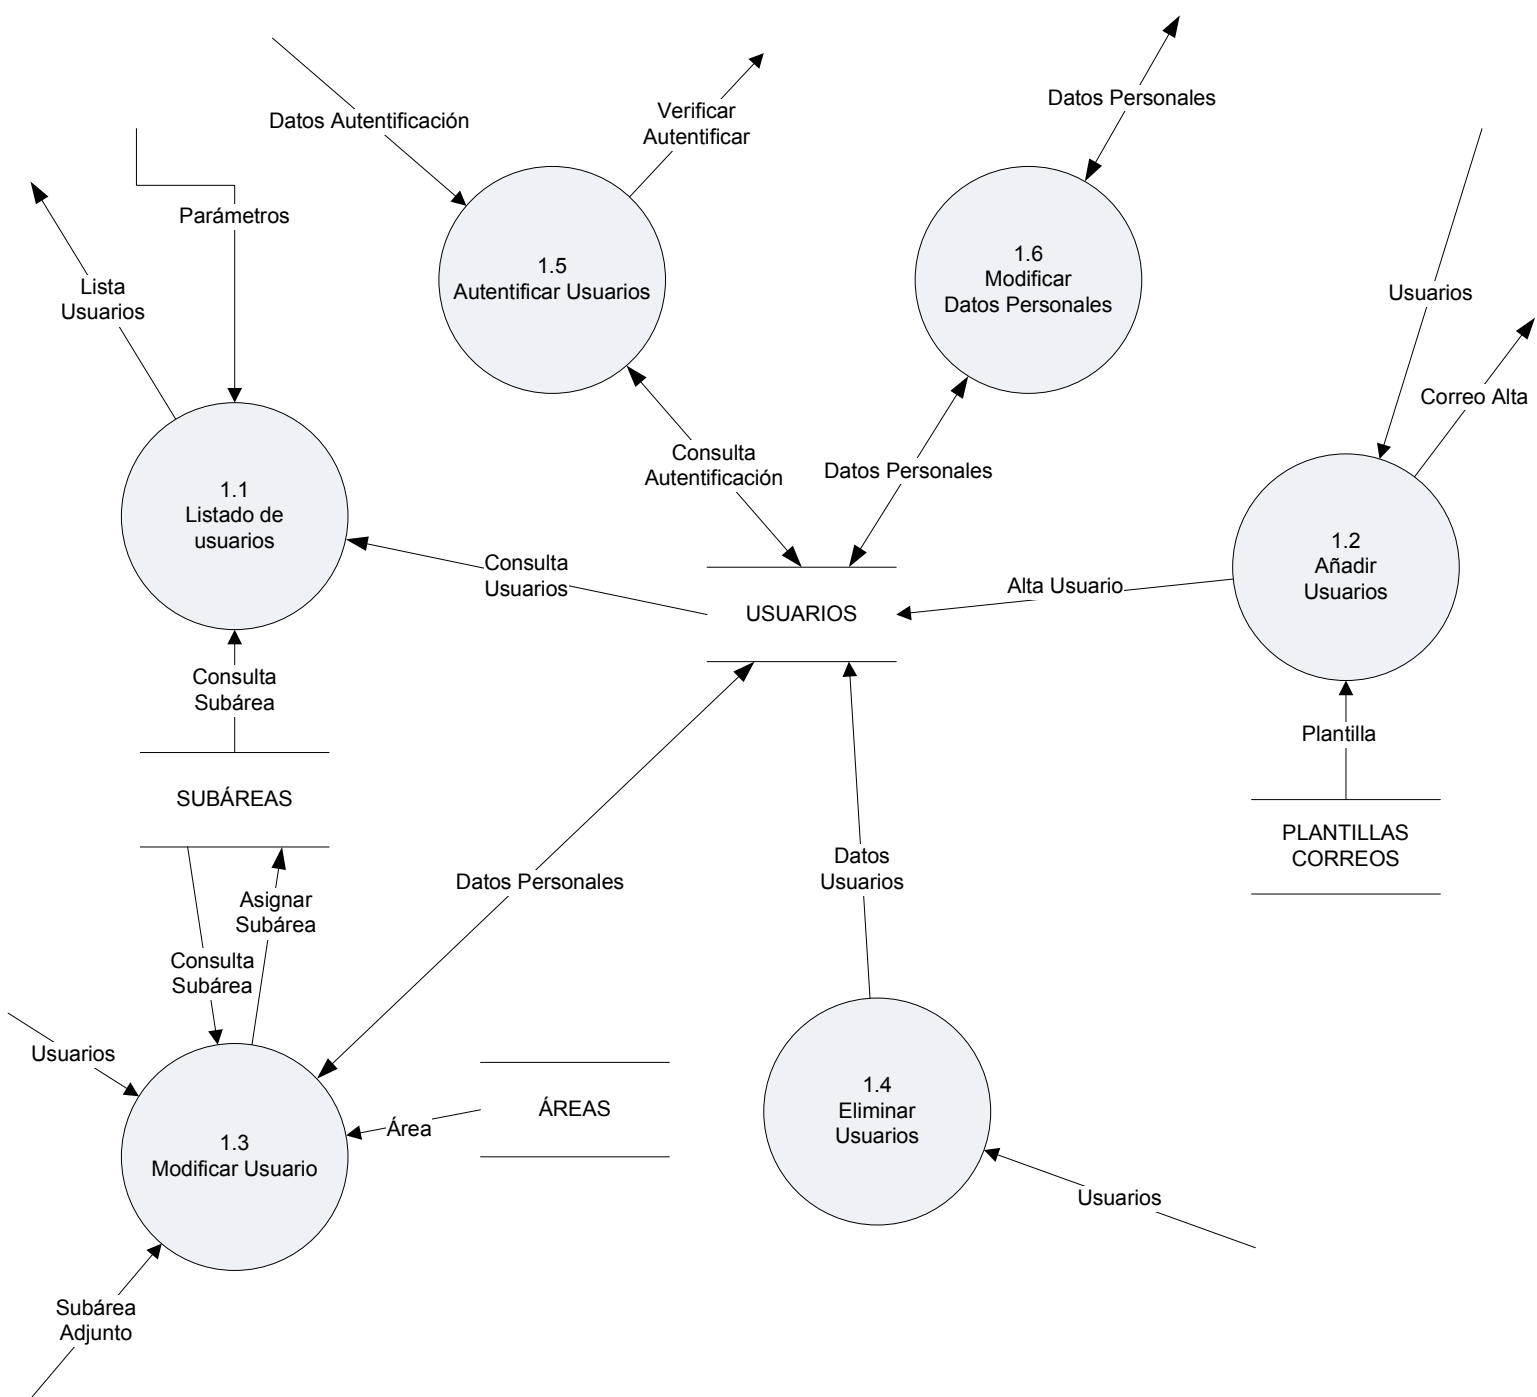 Datos Personales
Verificar
Autentificar
Datos Autentificación
Parámetros
1.5
Autentificar Usuarios
1.6
Modificar
Datos Personales
Lista
Usuarios
Usuarios
Correo Alta
Consulta
Autentificación
Datos Personales
1.1
Listado de
usuarios
1.2
Añadir
Usuarios
Consulta
Usuarios
Alta Usuario
USUARIOS
Consulta
Subárea
Plantilla
SUBÁREAS
PLANTILLAS
CORREOS
Datos Personales
Datos
Usuarios
Asignar
Subárea
Consulta
Subárea
Usuarios
1.3
Modificar Usuario
Área
ÁREAS
1.4
Eliminar
Usuarios
Usuarios
Subárea
Adjunto